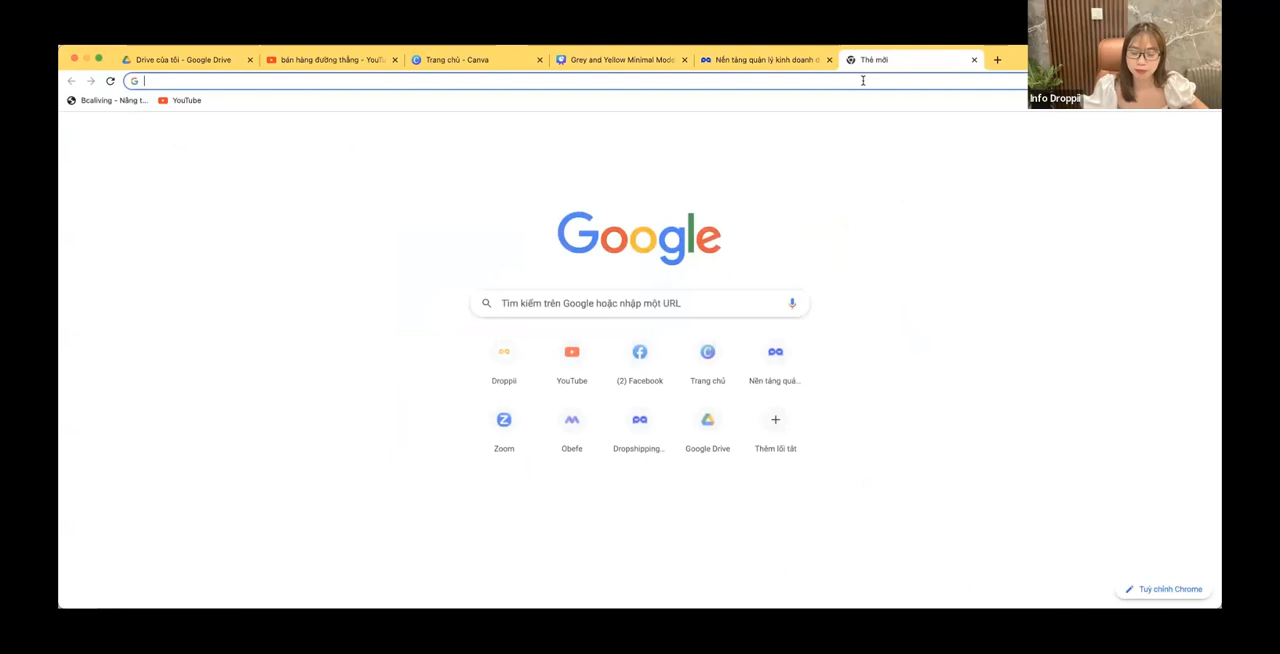 Drive của tôi - Google Drive
bán hàng đường thẳng - YouTu
Trang chủ - Canva
Grey and Yellow Minimal Mode
Nền tảng quản lý kinh doanh d
Thẻ mới
Bcaliving - Nâng t...
YouTube
Info Droppii
Google
Tìm kiếm trên Google hoặc nhập một URL
Droppii
YouTube
(2) Facebook
Trang chủ
Nền tảng quả...
Zoom
Obefe
Dropshipping...
Google Drive
Thêm lối tắt
Tuỳ chỉnh Chrome